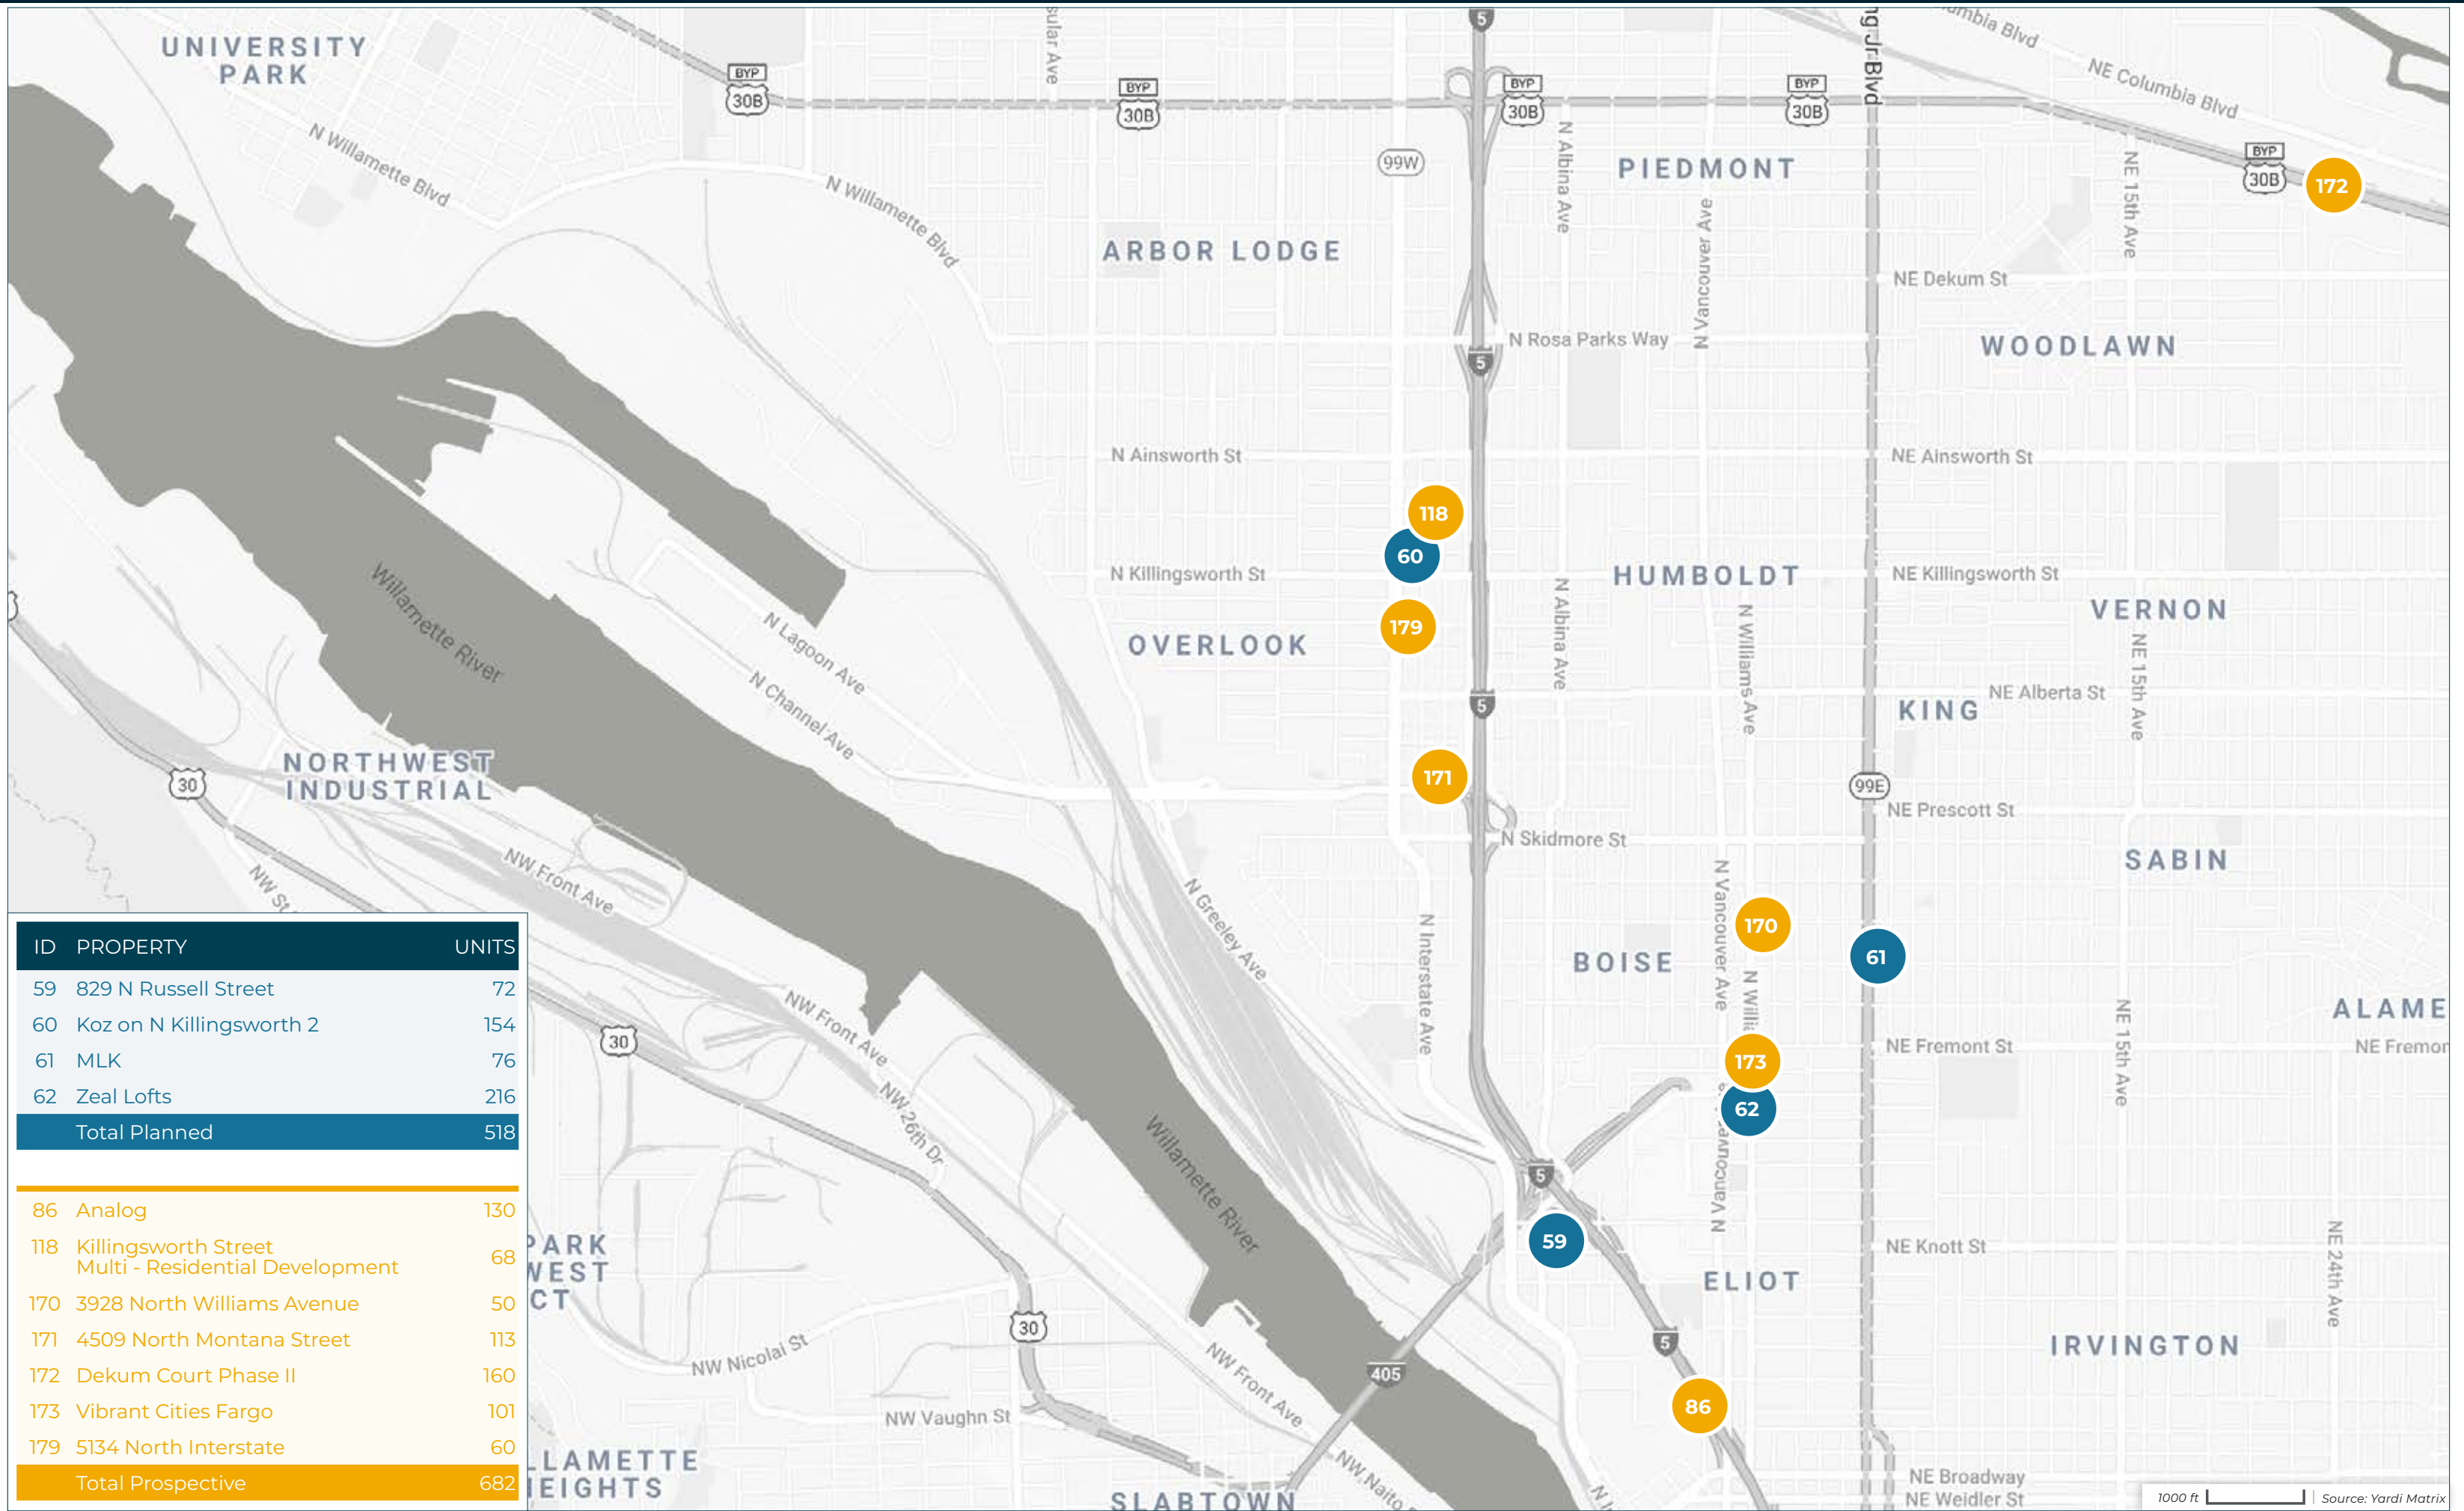 UNIVERSITY
PARK
N Willamette Blvd
BYP
30B
BYP
30B
5
BYP
30B
BYP
30B
NE Columbia Blvd
BYP
30B
172
N Willamette Blvd
99W
N Albina Ave
PIEDMONT
N Vancouver Ave
NE 15th Ave
ARBOR LODGE
NE Dekum St
N Rosa Parks Way
5
WOODLAWN
N Ainsworth St
NE Ainsworth St
118
60
N Killingsworth St
HUMBOLDT
NE Killingsworth St
Willamette River
179
OVERLOOK
N Albina Ave
N Williams Ave
VERNON
NE 15th Ave
N Lagoon Ave
N Channel Ave
5
NE Alberta St
KING
NORTHWEST
INDUSTRIAL
30
171
99E
NE Prescott St
N Skidmore St
SABIN
NW Front Ave
N Greeley Ave
N Interstate Ave
N Vancouver Ave
170
BOISE
61
ALAME
NW Front Ave
30
NE 15th Ave
NE Fremont St
173
62
NW 26th Dr
Willamette River
5
N Vancouver
59
NE Knott St
ELIOT
NE 24th Ave
30
NW Nicolai St
NW Front Ave
405
5
IRVINGTON
86
NW Vaughn St
NW Naito
SLABTOWN
NE Broadway
NE Weidler St
ID PROPERTY UNITS
59 829 N Russell Street 72
60 Koz on N Killingsworth 2 154
61 MLK 76
62 Zeal Lofts 216
Total Planned 518
86 Analog 130
118 Killingsworth Street
Multi - Residential Development 68
170 3928 North Williams Avenue 50
171 4509 North Montana Street 113
172 Dekum Court Phase II 160
173 Vibrant Cities Fargo 101
179 5134 North Interstate 60
Total Prospective 682
PARK
WEST
CT
LLAMETTE
HEIGHTS
1000 ft
Source: Yardi Matrix